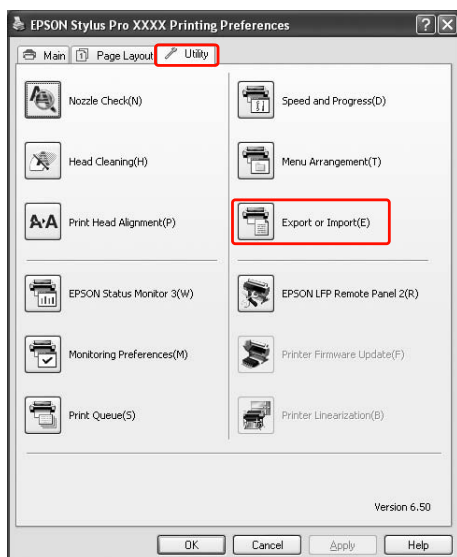 EPSON Stylus Pro XXXX Printing Preferences
Main 1 Page Layout Utility
Nozzle Check(N) Speed and Progress(D)
Head Cleaning(H) Menu Arrangement(T)
A·A Print Head Alignment(P) Export or Import(E)
EPSON Status Monitor 3(W) EPSON LFP Remote Panel 2(R)
Monitoring Preferences(M) Printer Firmware Update(F)
Print Queue(S) Printer Linearization(B)
Version 6.50
OK Cancel Apply Help